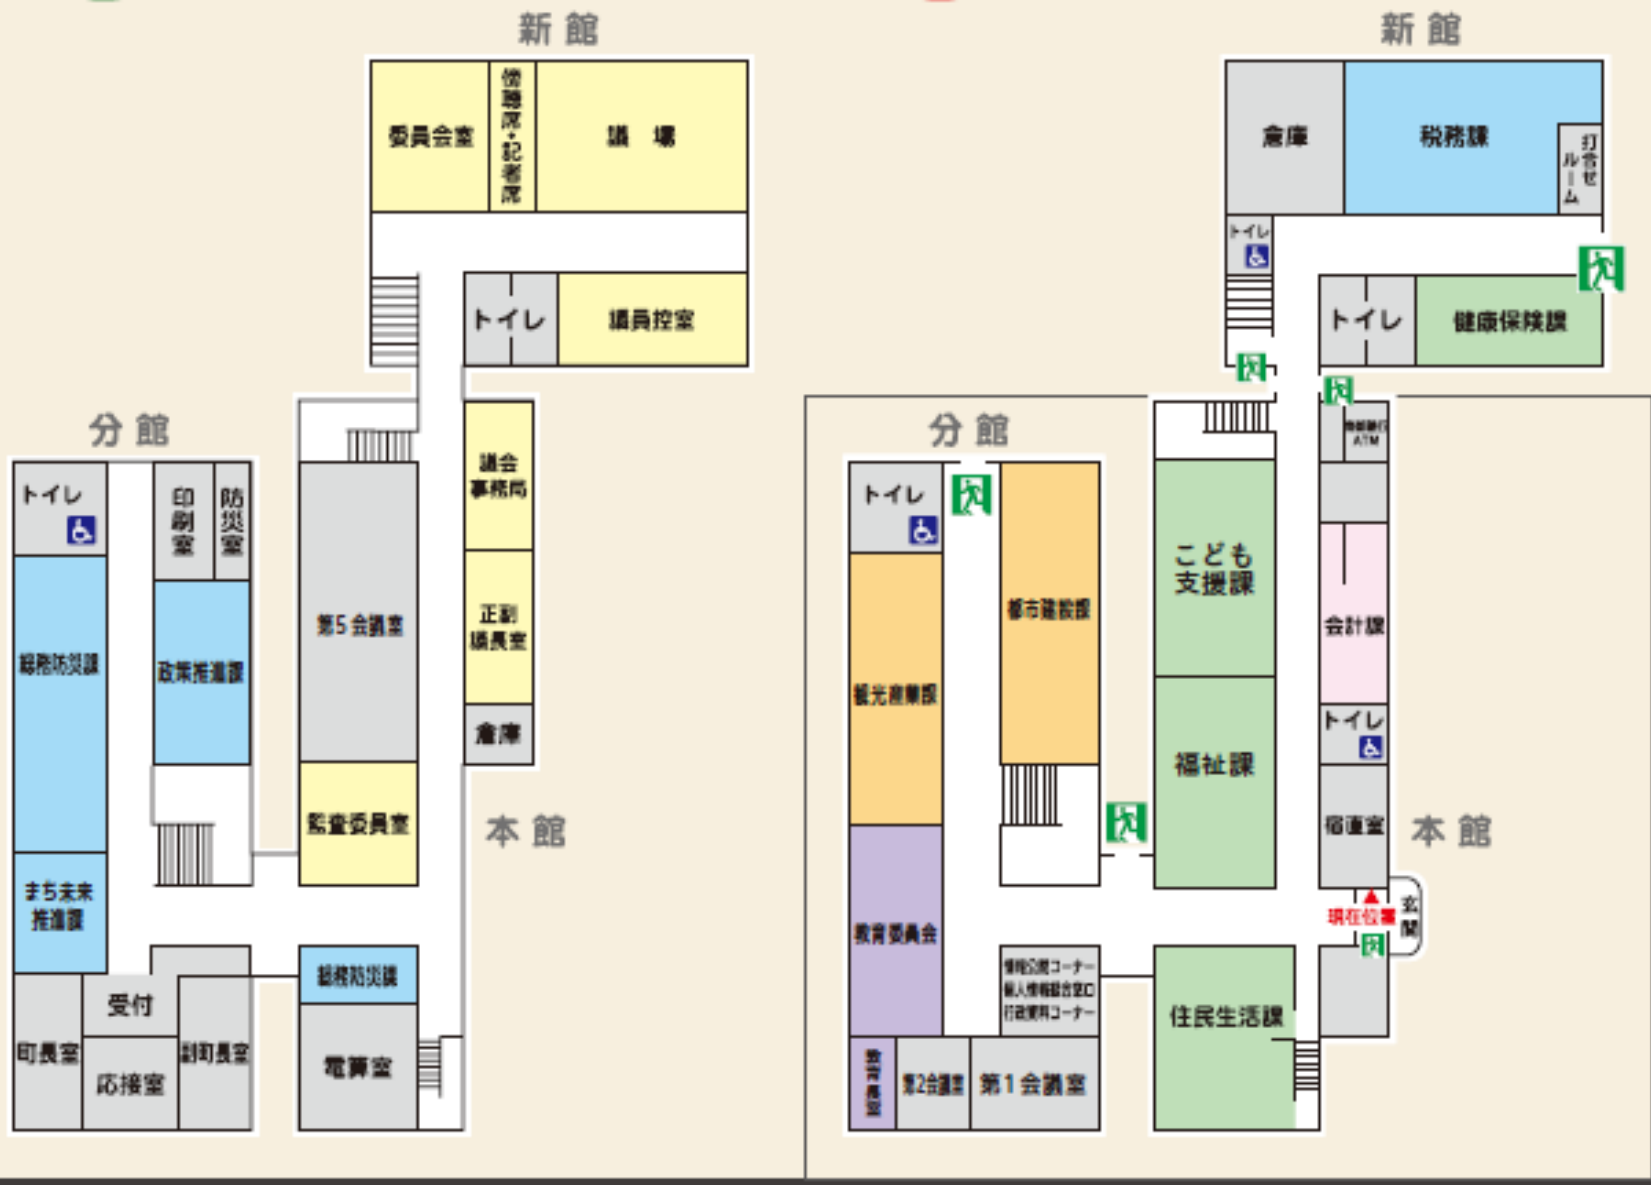 新館
委員会室
傍聴席・記者席
議場
トイレ
議員控室
分館
トイレ
印刷室
防災室
総務防災課
政策推進課
まち未来
推進課
受付
町長室
応接室
副町長室
第5会議室
監査委員室
総務防災課
電算室
議会
事務局
正副
議長室
倉庫
本館
新館
倉庫
税務課
打合せ
ルーム
トイレ
トイレ
健康保険課
分館
トイレ
観光産業課
都市建設課
教育委員会
教育長室
第2会議室
第1会議室
情報公開コーナー
個人情報総合窓口
行政資料コーナー
こども
支援課
福祉課
住民生活課
ATM
会計課
トイレ
宿直室
本館
現在位置
玄関